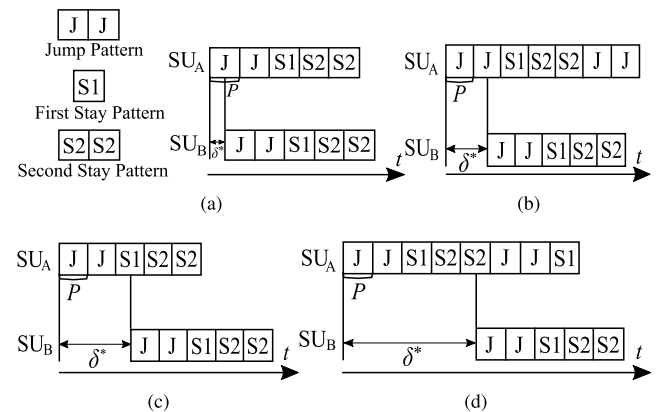 J J
Jump Pattern
S1
First Stay Pattern
S2 S2
Second Stay Pattern
SUA J J S1 S2 S2
P
SUB J J S1 S2 S2
δ* t
(a)
SUA J J S1 S2 S2 J J
P
SUB J J S1 S2 S2
δ* t
(b)
SUA J J S1 S2 S2
P
SUB J J S1 S2 S2
δ* t
(c)
SUA J J S1 S2 S2 J J S1
P
SUB J J S1 S2 S2
δ* t
(d)